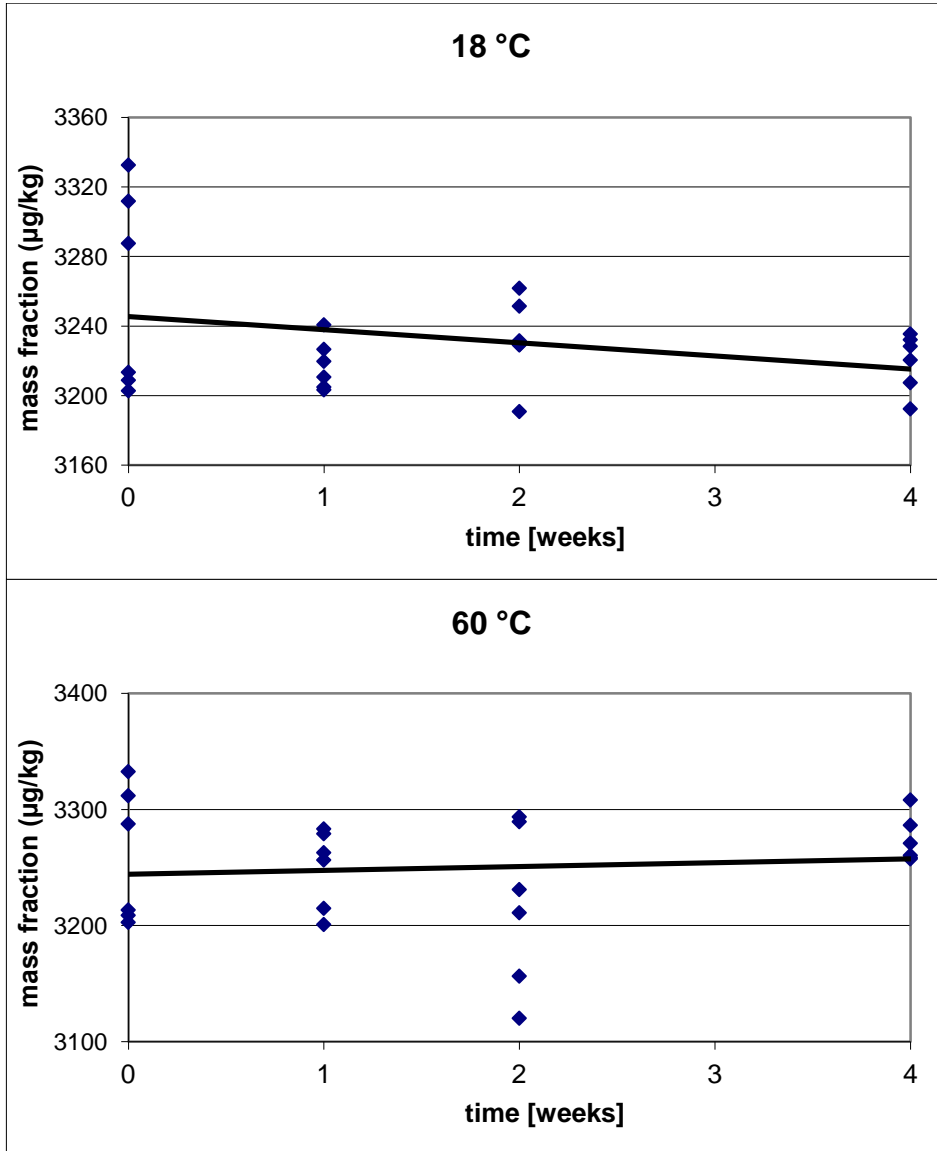 18 °C
3360
3320
3280
3240
3200
3160
mass fraction (µg/kg)
0 1 2 3 4
time [weeks]
60 °C
3400
3300
3200
3100
mass fraction (µg/kg)
0 1 2 3 4
time [weeks]